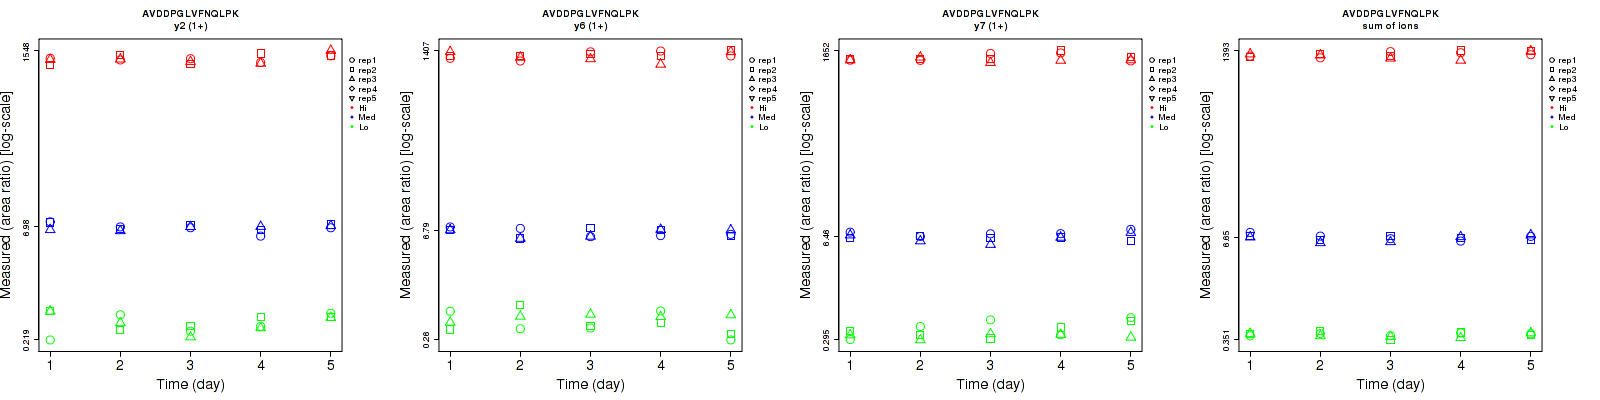 AVDDPGLVFNQLPK
y2 (1+)
Measured (area ratio) [log-scale]
1548
6.98
0.219
1 2 3 4 5
Time (day)
rep1
rep2
rep3
rep4
rep5
Hi
Med
Lo
AVDDPGLVFNQLPK
y6 (1+)
Measured (area ratio) [log-scale]
1407
6.79
0.26
1 2 3 4 5
Time (day)
rep1
rep2
rep3
rep4
rep5
Hi
Med
Lo
AVDDPGLVFNQLPK
y7 (1+)
Measured (area ratio) [log-scale]
1652
6.46
0.295
1 2 3 4 5
Time (day)
rep1
rep2
rep3
rep4
rep5
Hi
Med
Lo
AVDDPGLVFNQLPK
sum of ions
Measured (area ratio) [log-scale]
1393
6.65
0.351
1 2 3 4 5
Time (day)
rep1
rep2
rep3
rep4
rep5
Hi
Med
Lo